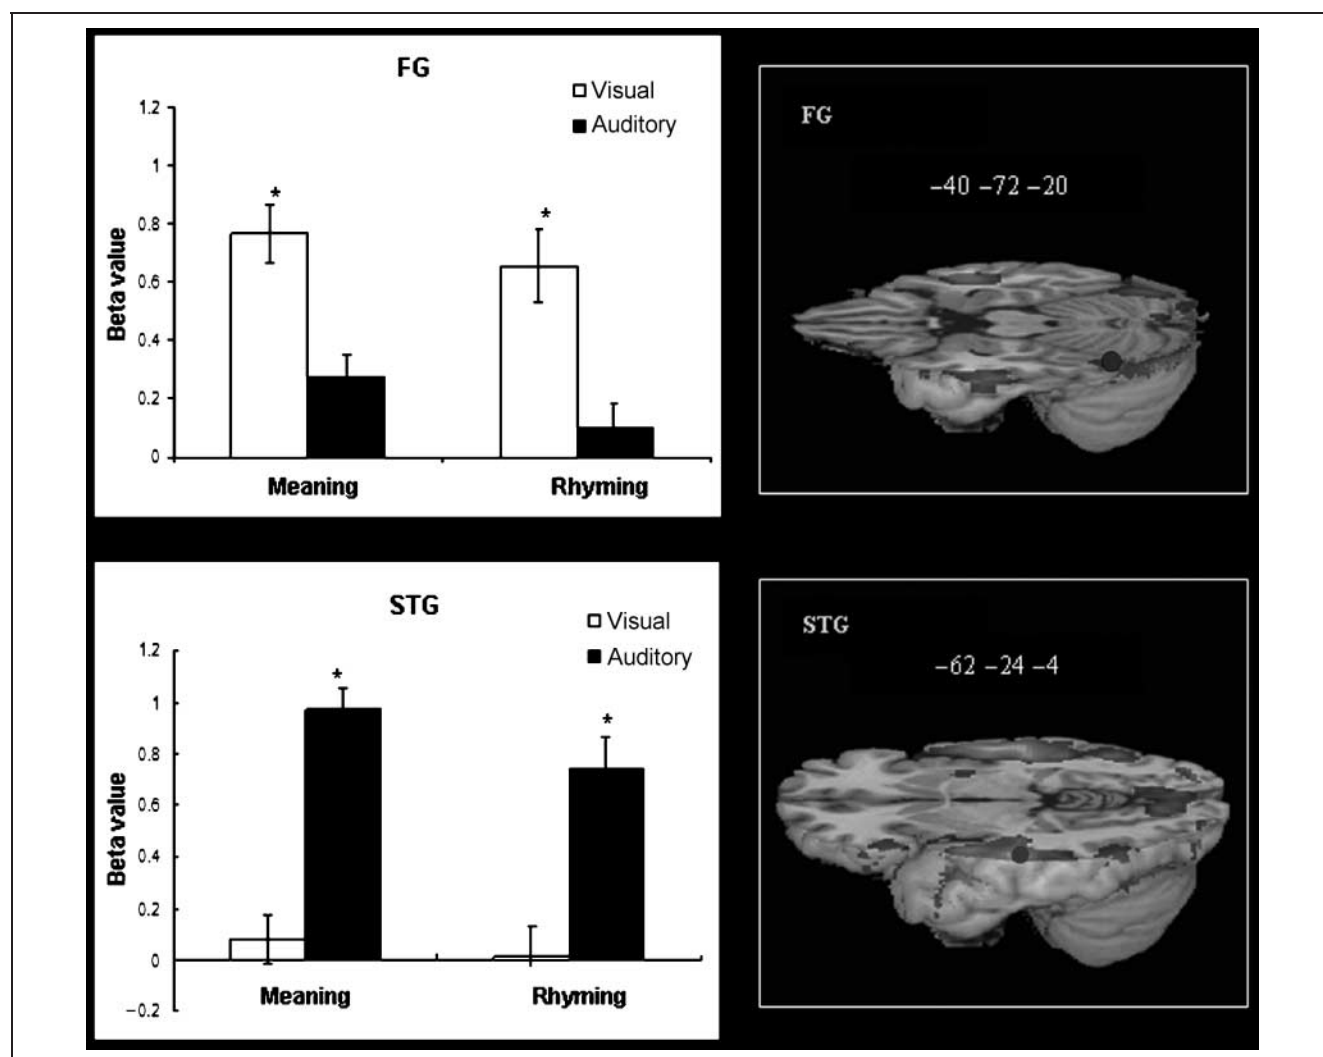 FG
Visual
Auditory
1.2
1
0.8
0.6
0.4
0.2
0
Beta value
* *
Meaning Rhyming
FG
−40 −72 −20
STG
Visual
Auditory
1.2
1
0.8
0.6
0.4
0.2
0
−0.2
Beta value
* *
Meaning Rhyming
STG
−62 −24 −4